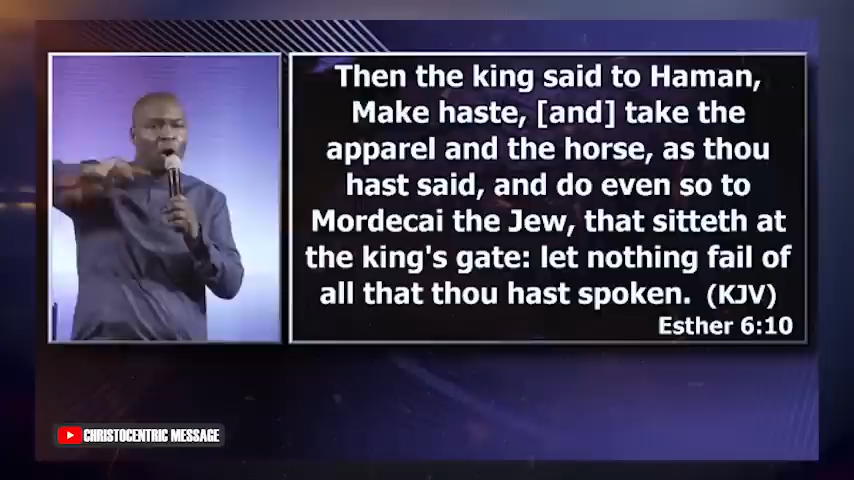 Then the king said to Haman,
Make haste, [and] take the
apparel and the horse, as thou
hast said, and do even so to
Mordecai the Jew, that sitteth at
the king's gate: let nothing fail of
all that thou hast spoken. (KJV)
Esther 6:10
CHRISTOCENTRIC MESSAGE